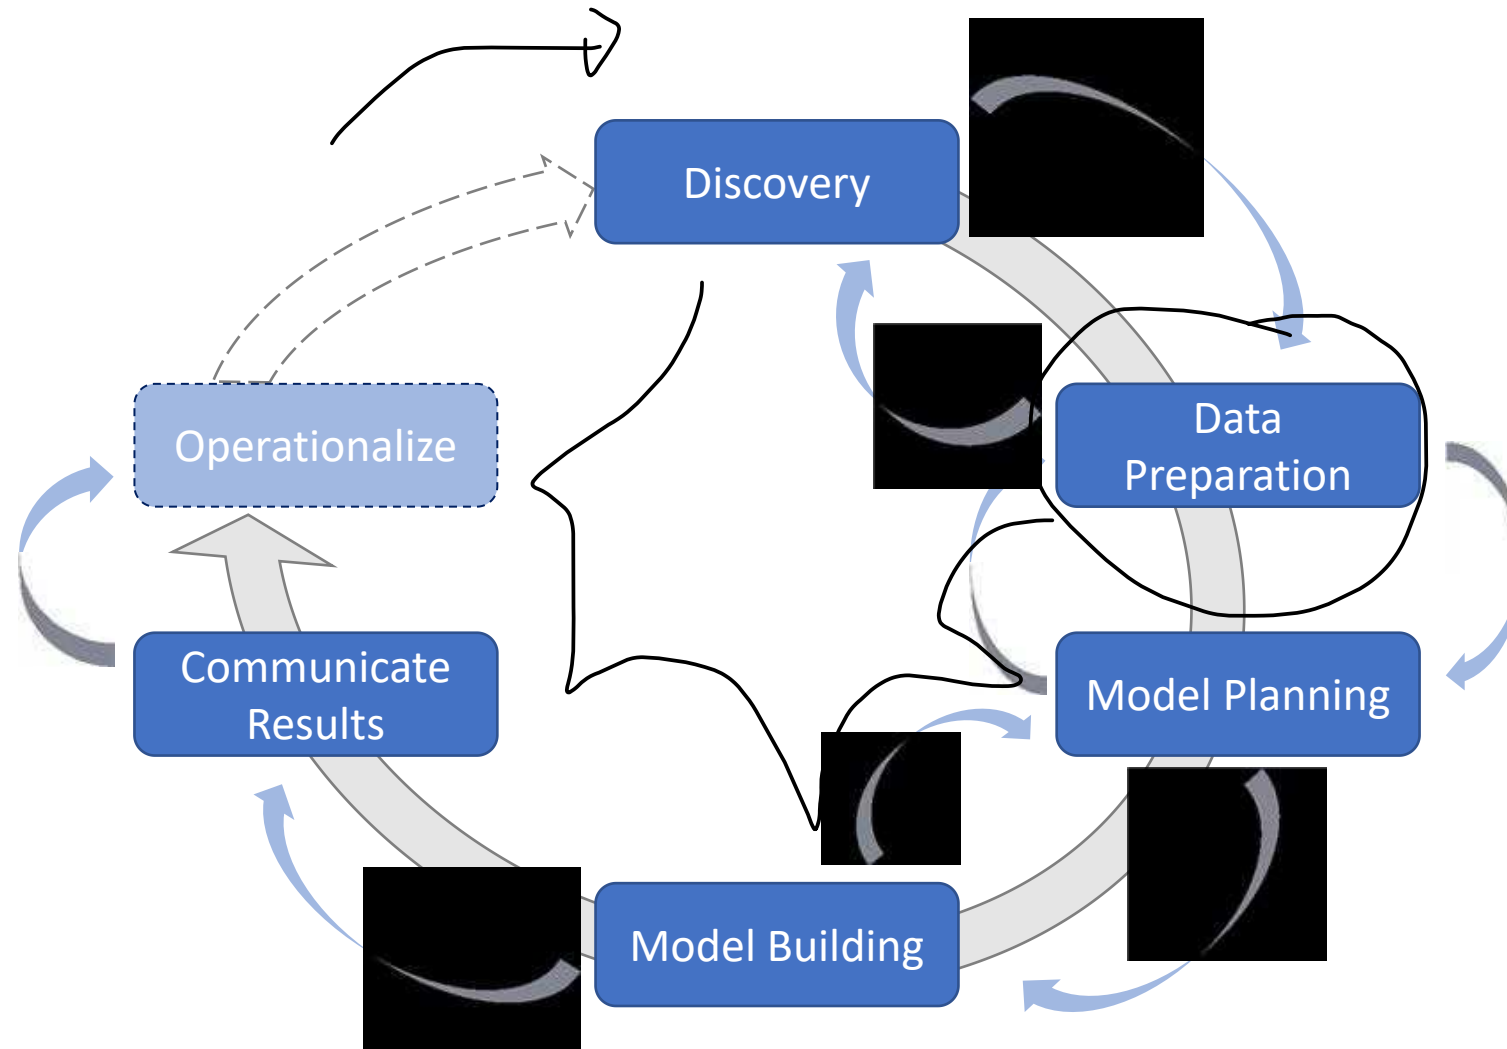 Discovery
Data
Preparation
Model Planning
Model Building
Communicate
Results
Operationalize